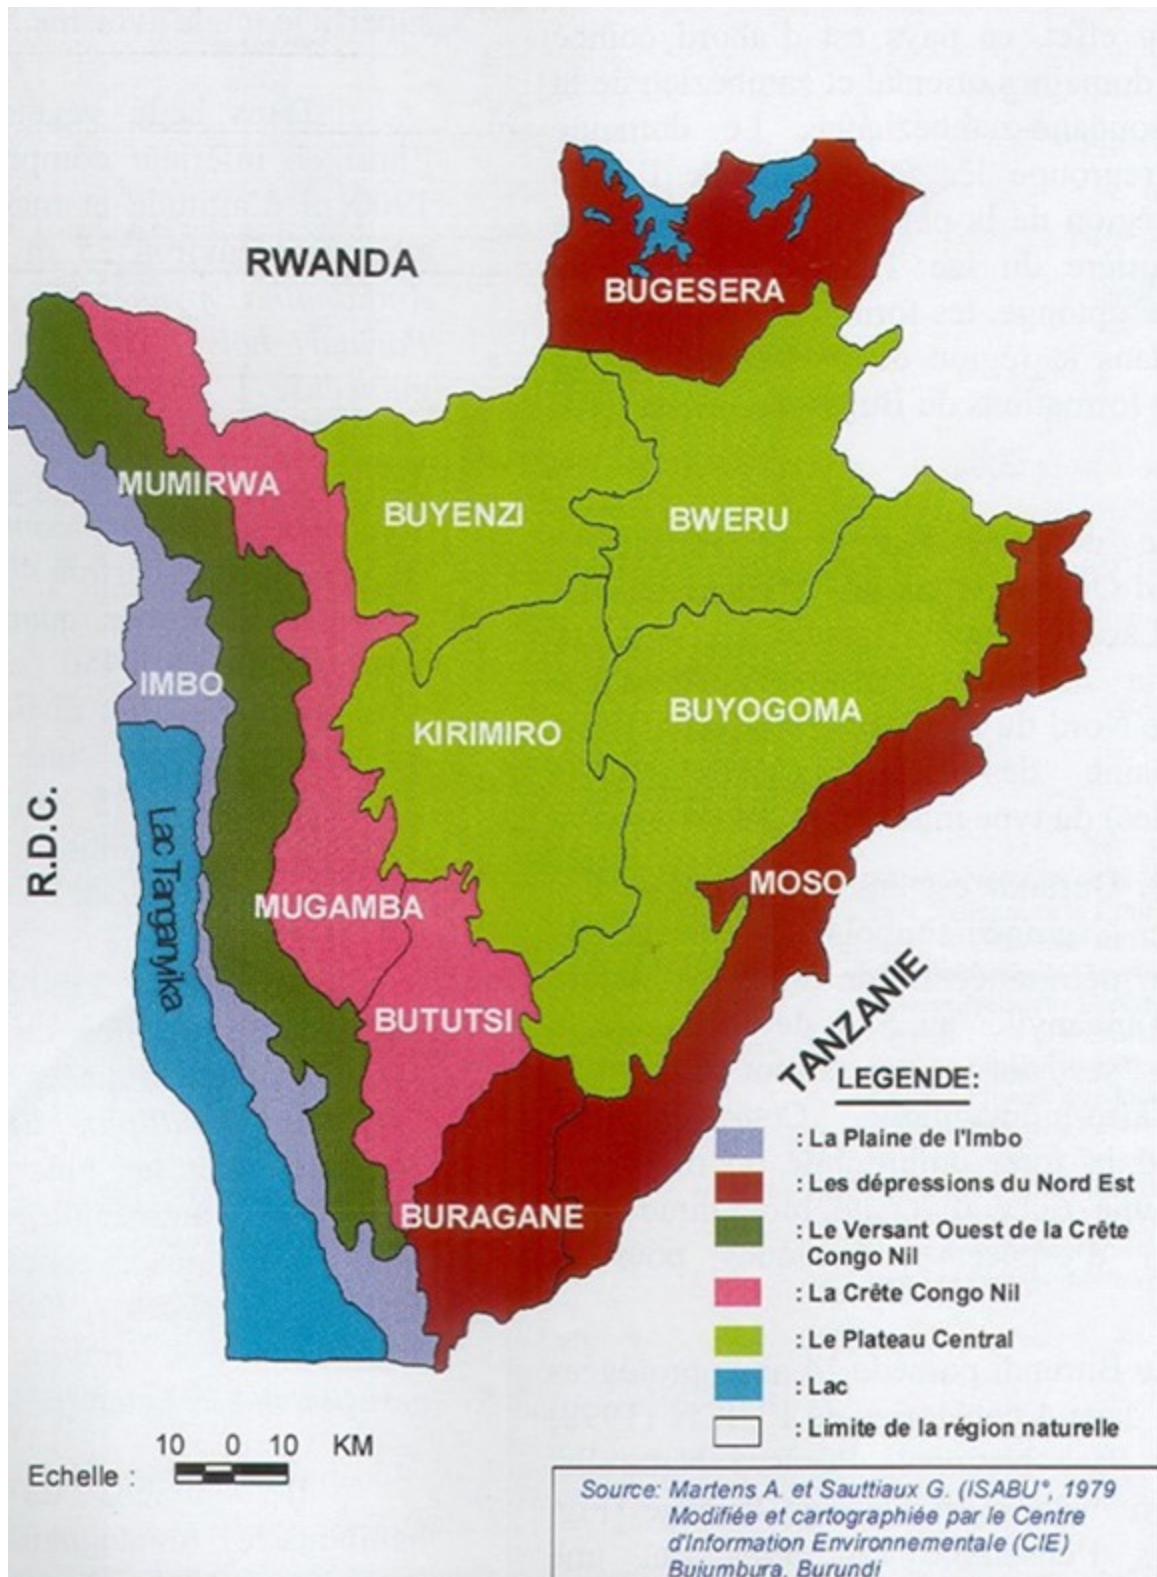 RWANDA
BUGESERA
MUMIRWA
BUYENZI
BWERU
IMBO
KIRIMIRO
BUYOGOMA
R.D.C.
Lac Tanganyika
MUGAMBA
MOSO
BUTUTSI
TANZANIE
BURAGANE
LEGENDE:
: La Plaine de l'Imbo
: Les dépressions du Nord Est
: Le Versant Ouest de la Crête
Congo Nil
: La Crête Congo Nil
: Le Plateau Central
: Lac
: Limite de la région naturelle
10 0 10 KM
Echelle :
Source: Martens A. et Sauttiaux G. (ISABU°, 1979
Modifiée et cartographiée par le Centre
d'Information Environnementale (CIE)
Bujumbura, Burundi